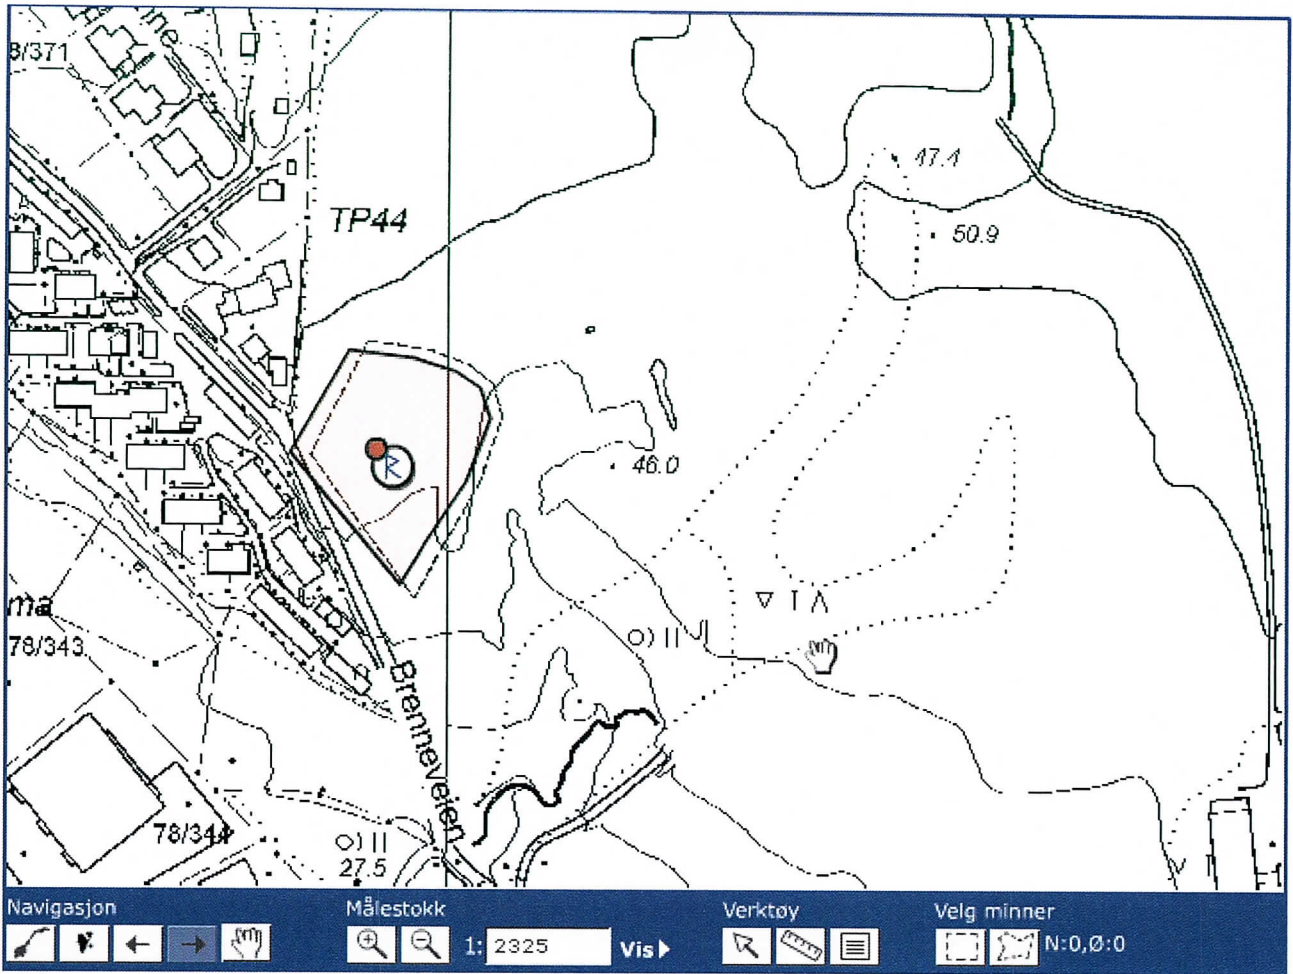 8/371
47.1
TP44
50.9
R
46.0
ma
78/343
Brenneveien
78/344
27.5
Navigasjon
Målestokk
Verktøy
Velg minner
1: 2325
Vis
N:0,Ø:0